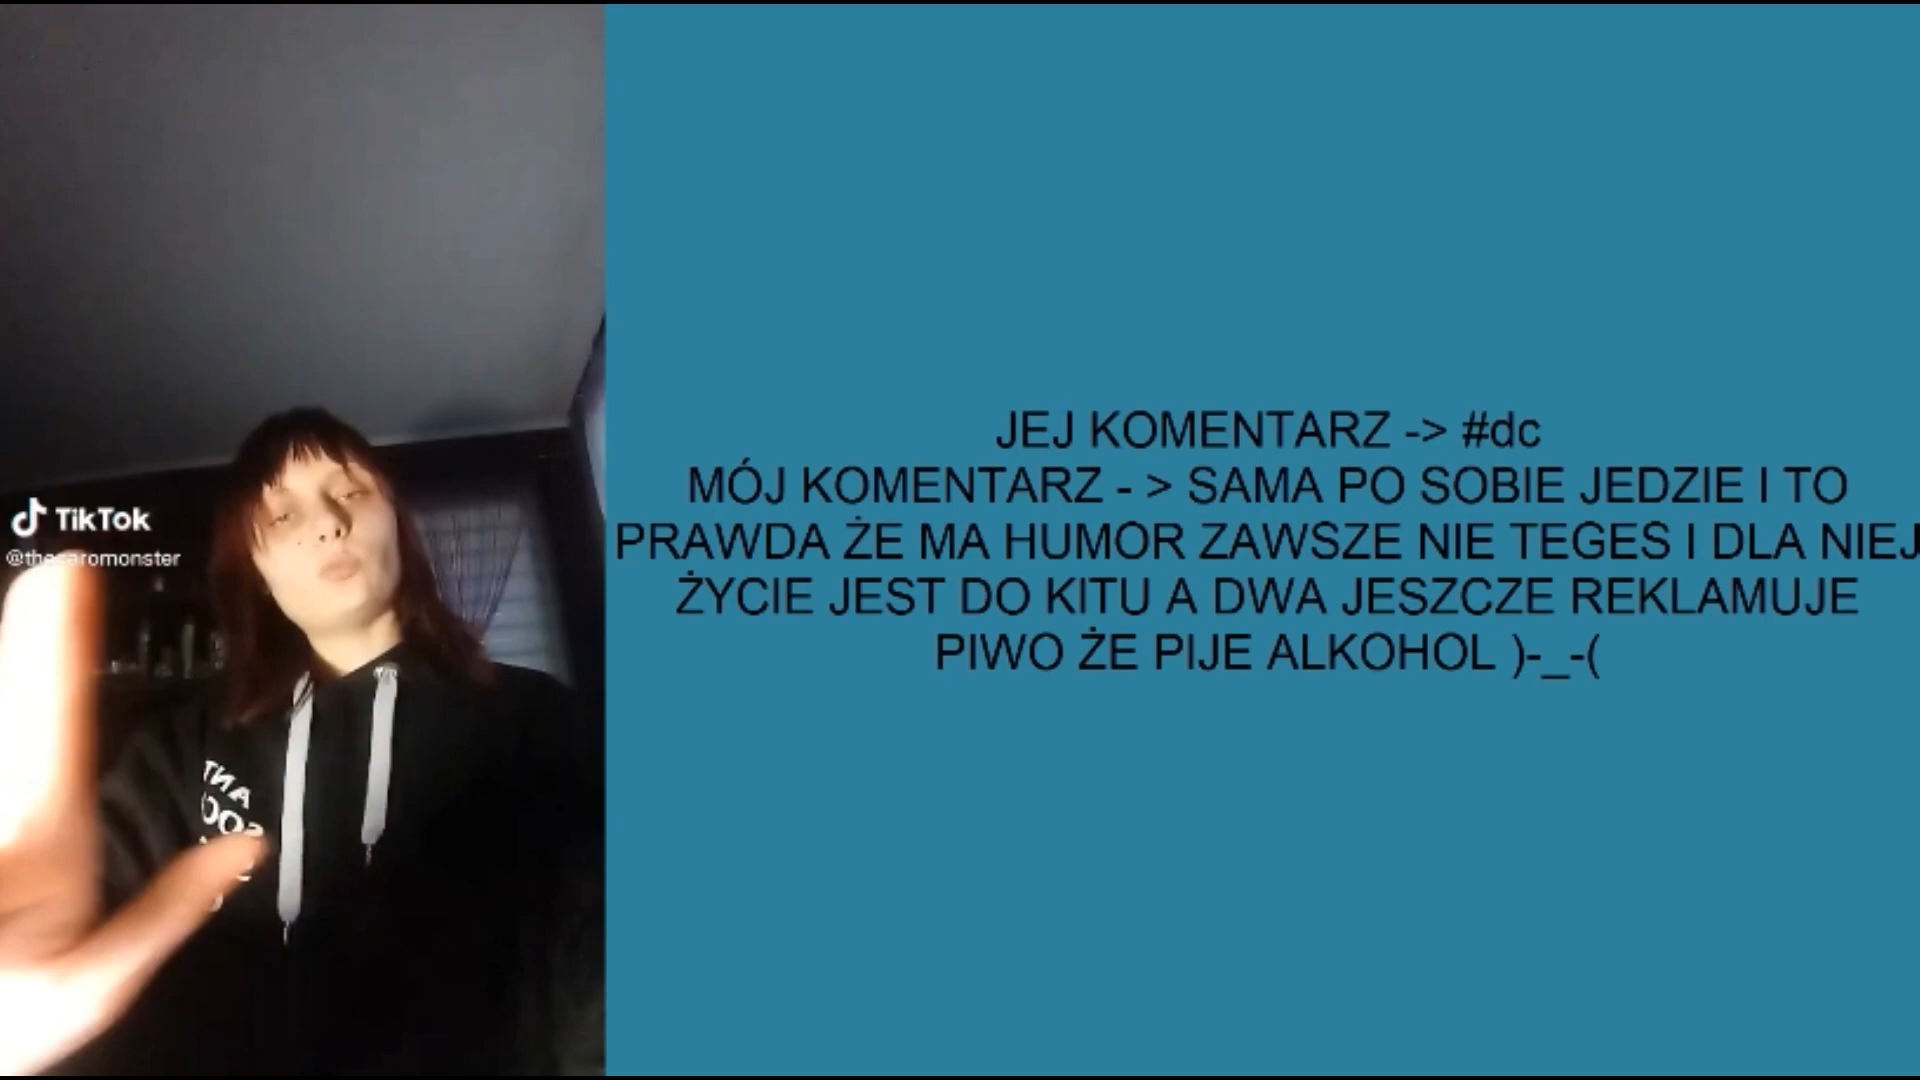 TikTok
JEJ KOMENTARZ -> #dc
MÓJ KOMENTARZ - > SAMA PO SOBIE JEDZIE I TO
PRAWDA ŻE MA HUMOR ZAWSZE NIE TEGES I DLA NIEJ
ŻYCIE JEST DO KITU A DWA JESZCZE REKLAMUJE
PIWO ŻE PIJE ALKOHOL )-_-(